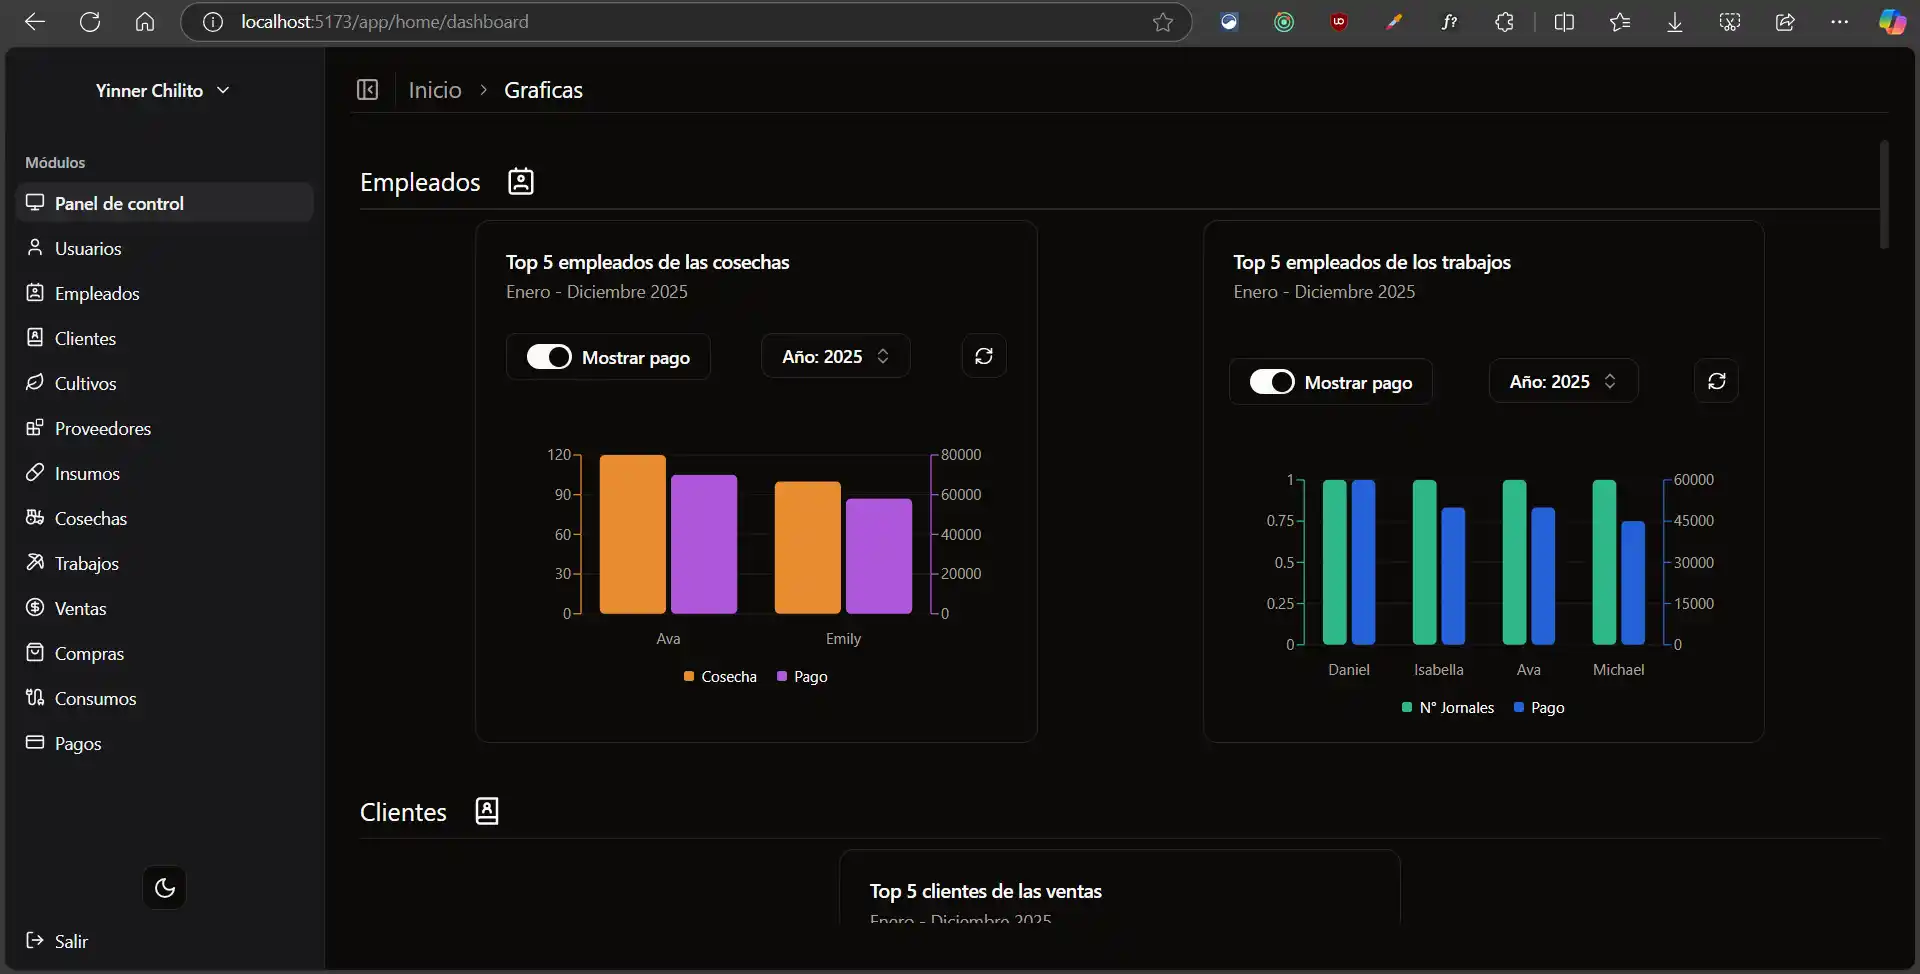 localhost:5173/app/home/dashboard
Yinner Chilito
Módulos
Panel de control
Usuarios
Empleados
Clientes
Cultivos
Proveedores
Insumos
Cosechas
Trabajos
Ventas
Compras
Consumos
Pagos
Salir
Inicio > Graficas
Empleados
Top 5 empleados de las cosechas
Enero - Diciembre 2025
Mostrar pago
Año: 2025
120
90
60
30
0
80000
60000
40000
20000
0
Ava Emily
Cosecha Pago
Top 5 empleados de los trabajos
Enero - Diciembre 2025
Mostrar pago
Año: 2025
1
0.75
0.5
0.25
0
60000
45000
30000
15000
0
Daniel Isabella Ava Michael
N° Jornales Pago
Clientes
Top 5 clientes de las ventas
Enero - Diciembre 2025